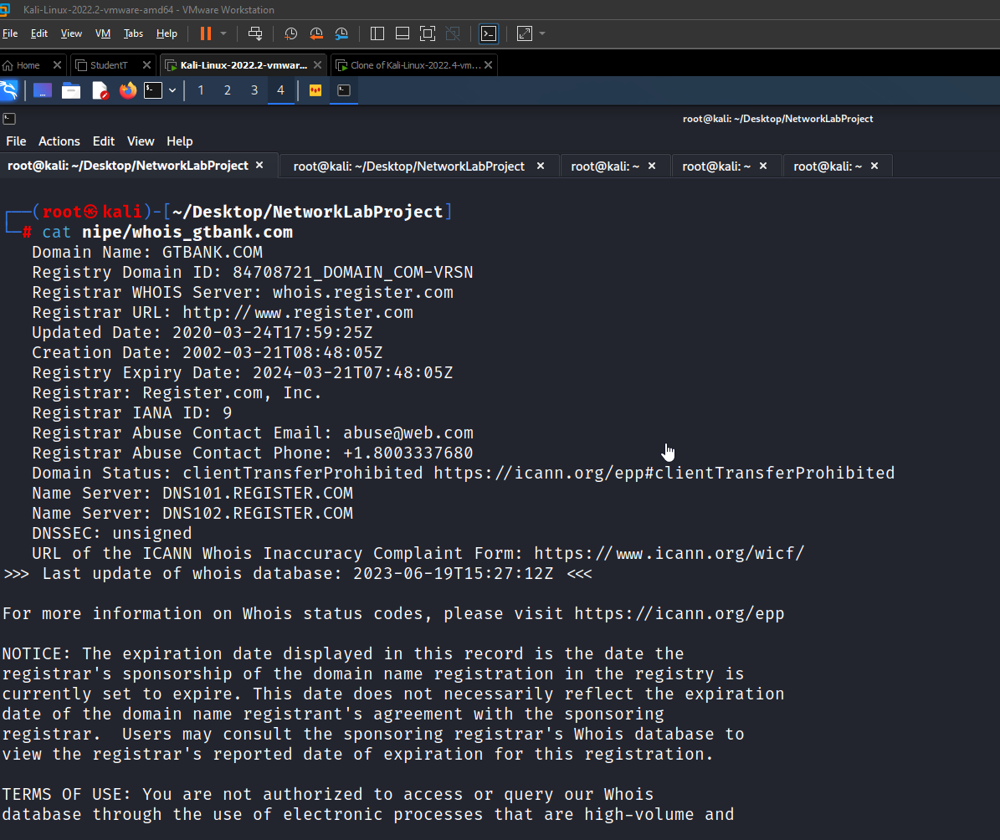 Kali-Linux-2022.2-vmware-amd64 - VMware Workstation
File Edit View VM Tabs Help
Home StudentT Kali-Linux-2022.2-vmwar... Clone of Kali-Linux-2022.4-vm...
1 2 3 4
root@kali: ~/Desktop/NetworkLabProject
File Actions Edit View Help
root@kali: ~/Desktop/NetworkLabProject root@kali: ~/Desktop/NetworkLabProject root@kali: ~ root@kali: ~ root@kali: ~
┌──(root㉿kali)-[~/Desktop/NetworkLabProject]
└─# cat nipe/whois_gtbank.com
Domain Name: GTBANK.COM
Registry Domain ID: 84708721_DOMAIN_COM-VRSN
Registrar WHOIS Server: whois.register.com
Registrar URL: http://www.register.com
Updated Date: 2020-03-24T17:59:25Z
Creation Date: 2002-03-21T08:48:05Z
Registry Expiry Date: 2024-03-21T07:48:05Z
Registrar: Register.com, Inc.
Registrar IANA ID: 9
Registrar Abuse Contact Email: abuse@web.com
Registrar Abuse Contact Phone: +1.8003337680
Domain Status: clientTransferProhibited https://icann.org/epp#clientTransferProhibited
Name Server: DNS101.REGISTER.COM
Name Server: DNS102.REGISTER.COM
DNSSEC: unsigned
URL of the ICANN Whois Inaccuracy Complaint Form: https://www.icann.org/wicf/
>>> Last update of whois database: 2023-06-19T15:27:12Z <<<
For more information on Whois status codes, please visit https://icann.org/epp
NOTICE: The expiration date displayed in this record is the date the
registrar's sponsorship of the domain name registration in the registry is
currently set to expire. This date does not necessarily reflect the expiration
date of the domain name registrant's agreement with the sponsoring
registrar.  Users may consult the sponsoring registrar's Whois database to
view the registrar's reported date of expiration for this registration.
TERMS OF USE: You are not authorized to access or query our Whois
database through the use of electronic processes that are high-volume and